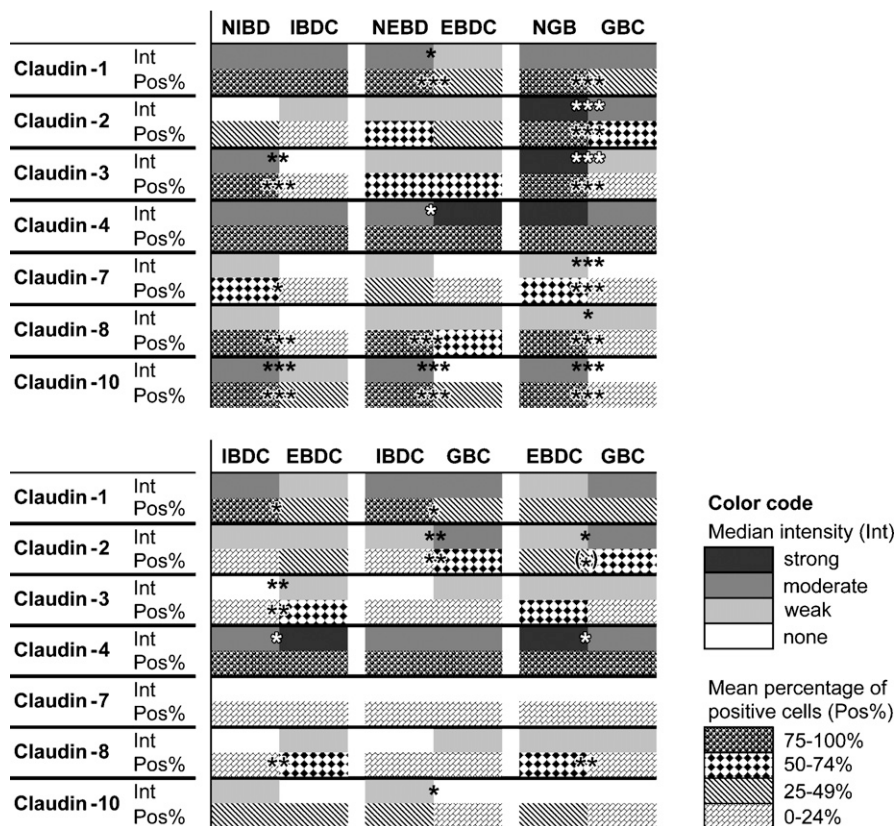 NIBD IBDC NEBD EBDC NGB GBC
Claudin-1 Int *
Pos% *** ***
Claudin-2 Int ***
Pos% ***
Claudin-3 Int ** ***
Pos% *** ***
Claudin-4 Int *
Pos%
Claudin-7 Int ***
Pos% * ***
Claudin-8 Int *
Pos% *** *** ***
Claudin-10 Int *** *** ***
Pos% *** *** ***
IBDC EBDC IBDC GBC EBDC GBC
Claudin-1 Int
Pos% * *
Claudin-2 Int ** *
Pos% ** (*)
Claudin-3 Int **
Pos% **
Claudin-4 Int * *
Pos%
Claudin-7 Int
Pos%
Claudin-8 Int
Pos% ** **
Claudin-10 Int *
Pos%
Color code
Median intensity (Int)
strong
moderate
weak
none
Mean percentage of
positive cells (Pos%)
75-100%
50-74%
25-49%
0-24%